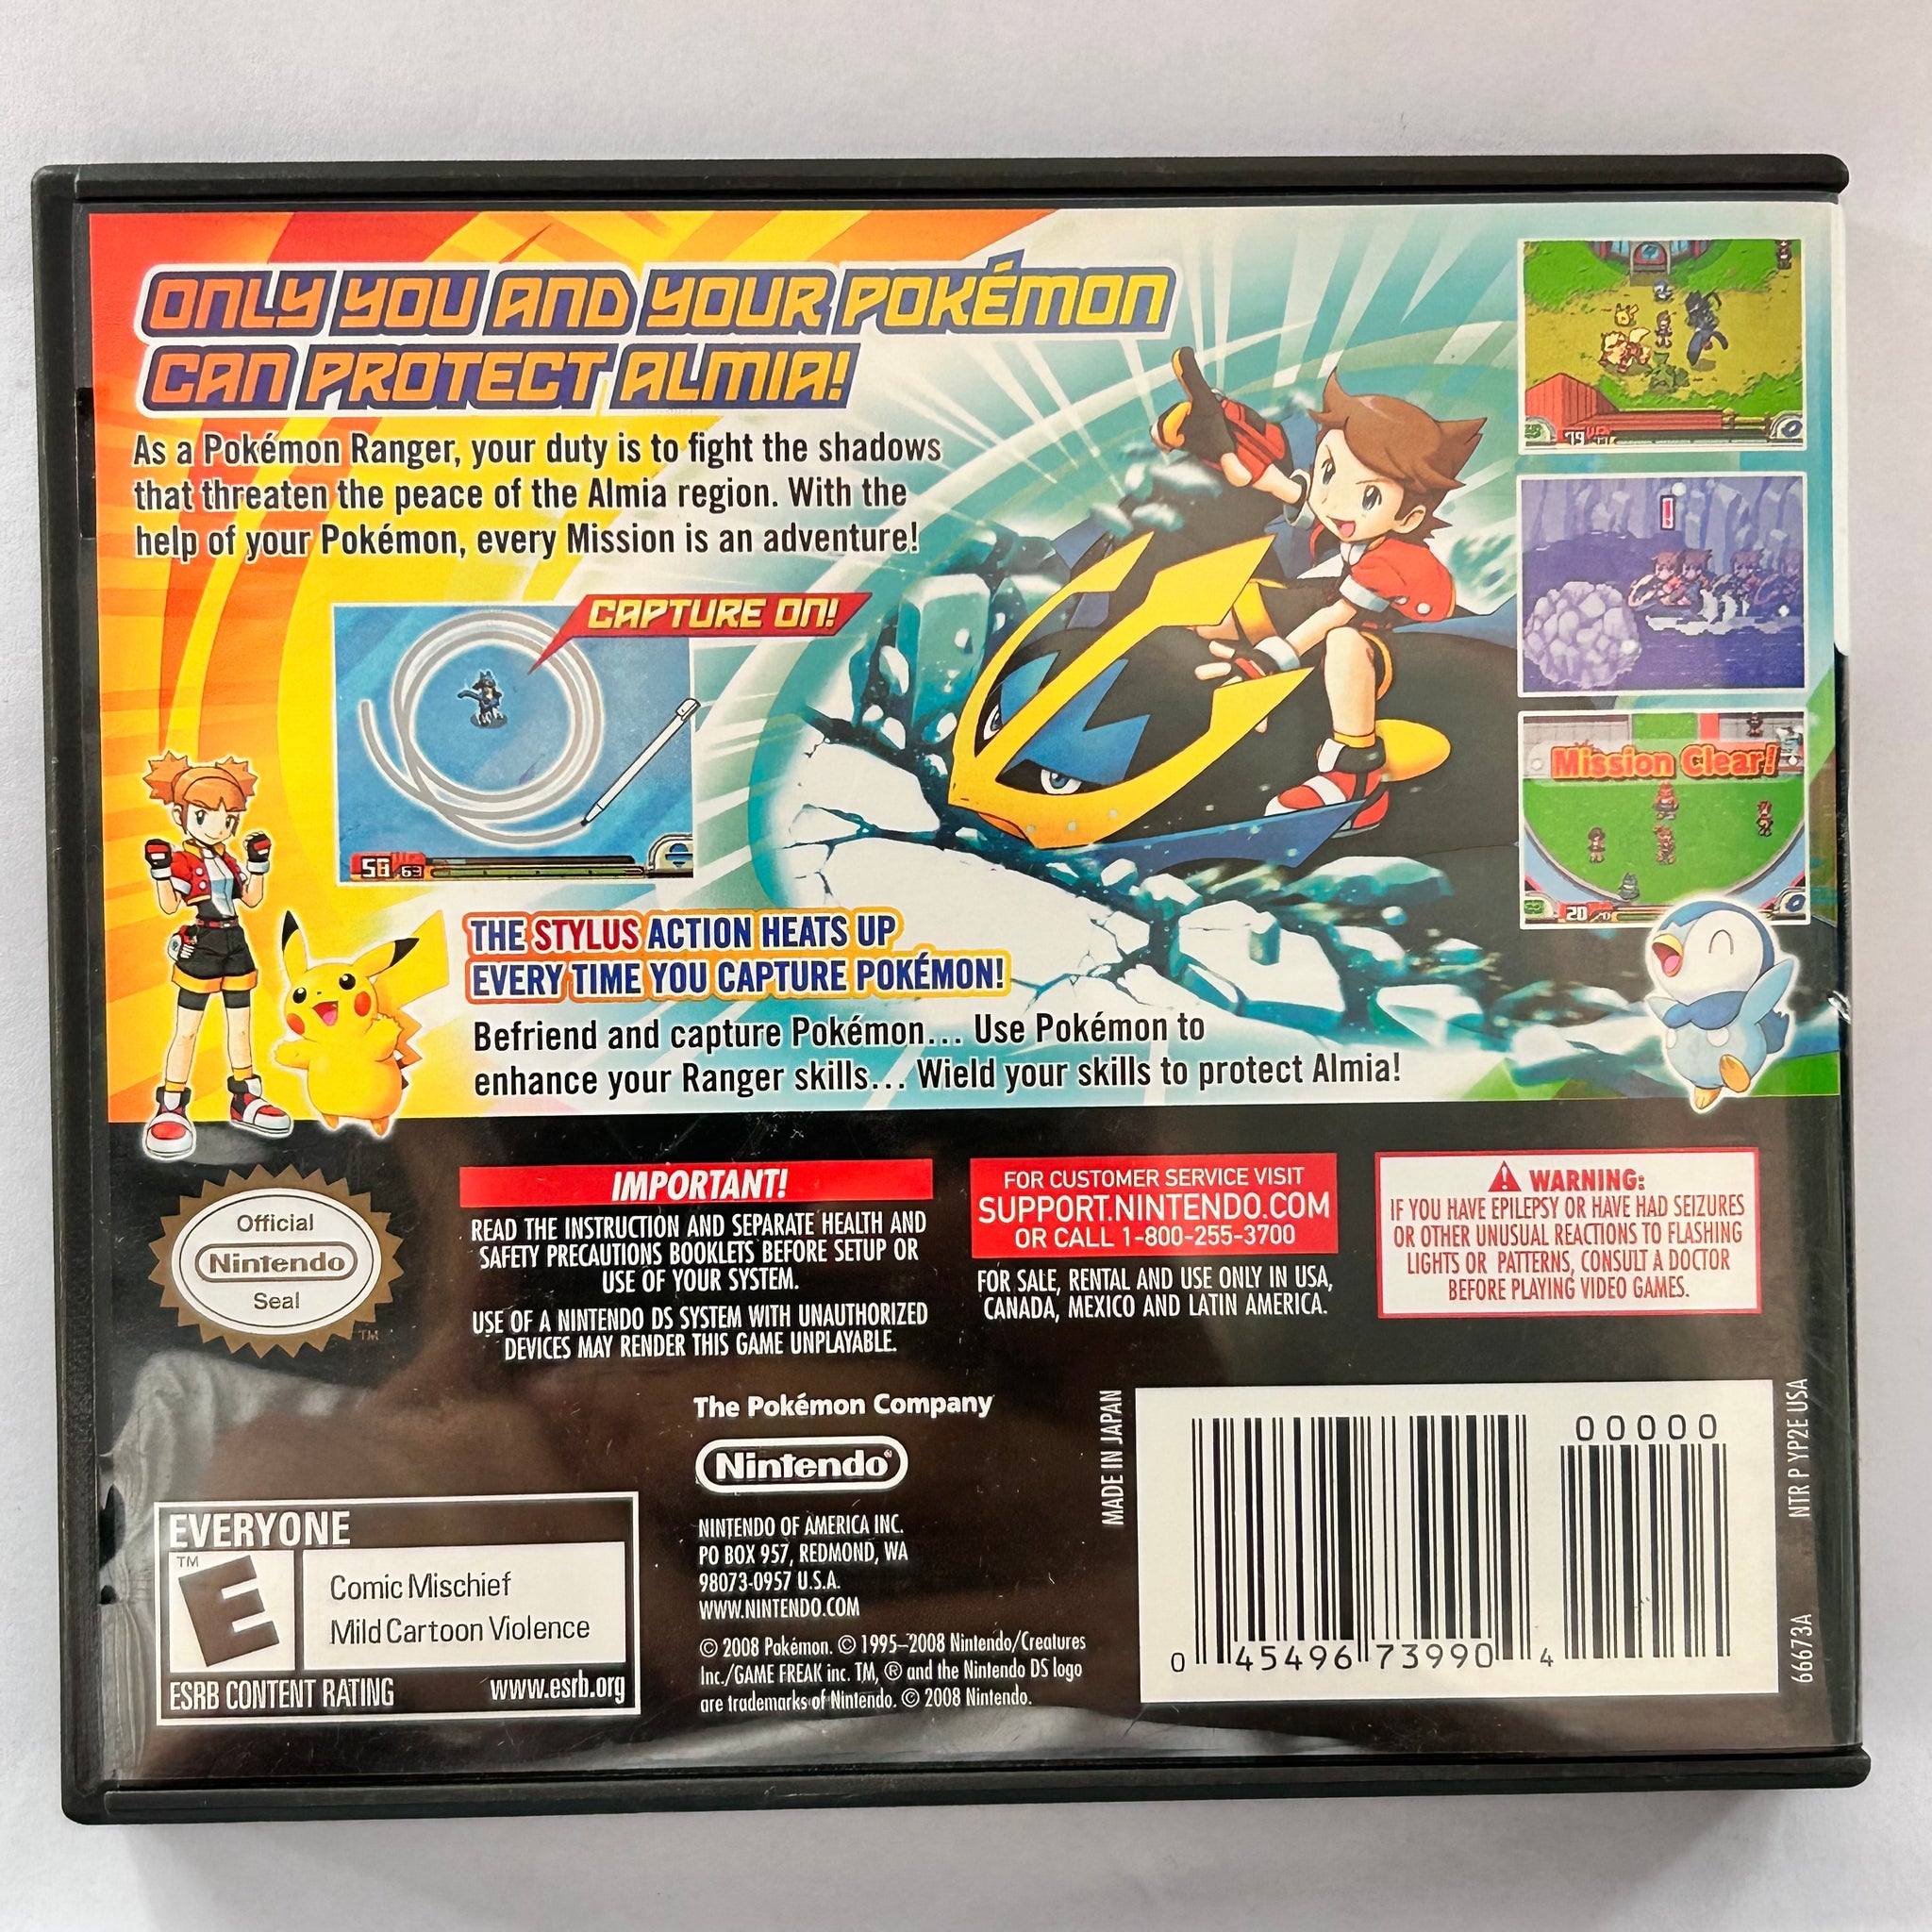 ONLY YOU AND YOUR POKÉMON
CAN PROTECT ALMIA!
As a Pokémon Ranger, your duty is to fight the shadows
that threaten the peace of the Almia region. With the
help of your Pokémon, every Mission is an adventure!
CAPTURE ON!
58/63
79
Mission Clear!
20
THE STYLUS ACTION HEATS UP
EVERY TIME YOU CAPTURE POKÉMON!
Befriend and capture Pokémon... Use Pokémon to
enhance your Ranger skills... Wield your skills to protect Almia!
Official
Nintendo
Seal
TM
IMPORTANT!
READ THE INSTRUCTION AND SEPARATE HEALTH AND
SAFETY PRECAUTIONS BOOKLETS BEFORE SETUP OR
USE OF YOUR SYSTEM.
USE OF A NINTENDO DS SYSTEM WITH UNAUTHORIZED
DEVICES MAY RENDER THIS GAME UNPLAYABLE.
FOR CUSTOMER SERVICE VISIT
SUPPORT.NINTENDO.COM
OR CALL 1-800-255-3700
FOR SALE, RENTAL AND USE ONLY IN USA,
CANADA, MEXICO AND LATIN AMERICA.
WARNING:
IF YOU HAVE EPILEPSY OR HAVE HAD SEIZURES
OR OTHER UNUSUAL REACTIONS TO FLASHING
LIGHTS OR PATTERNS, CONSULT A DOCTOR
BEFORE PLAYING VIDEO GAMES.
EVERYONE
TM
E
Comic Mischief
Mild Cartoon Violence
ESRB CONTENT RATING www.esrb.org
The Pokémon Company
Nintendo®
NINTENDO OF AMERICA INC.
PO BOX 957, REDMOND, WA
98073-0957 U.S.A.
WWW.NINTENDO.COM
© 2008 Pokémon. © 1995–2008 Nintendo/Creatures
Inc./GAME FREAK inc. TM, ® and the Nintendo DS logo
are trademarks of Nintendo. © 2008 Nintendo.
MADE IN JAPAN
00000
0 45496 73990 4
NTR P YP2E USA
66673A